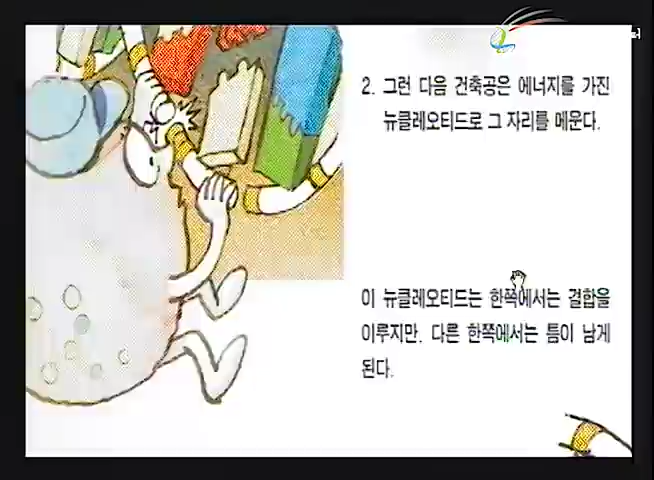 2. 그런 다음 건축공은 에너지를 가진
뉴클레오티드로 그 자리를 메운다.
이 뉴클레오티드는 한쪽에서는 결합을
이루지만, 다른 한쪽에서는 틈이 남게
된다.